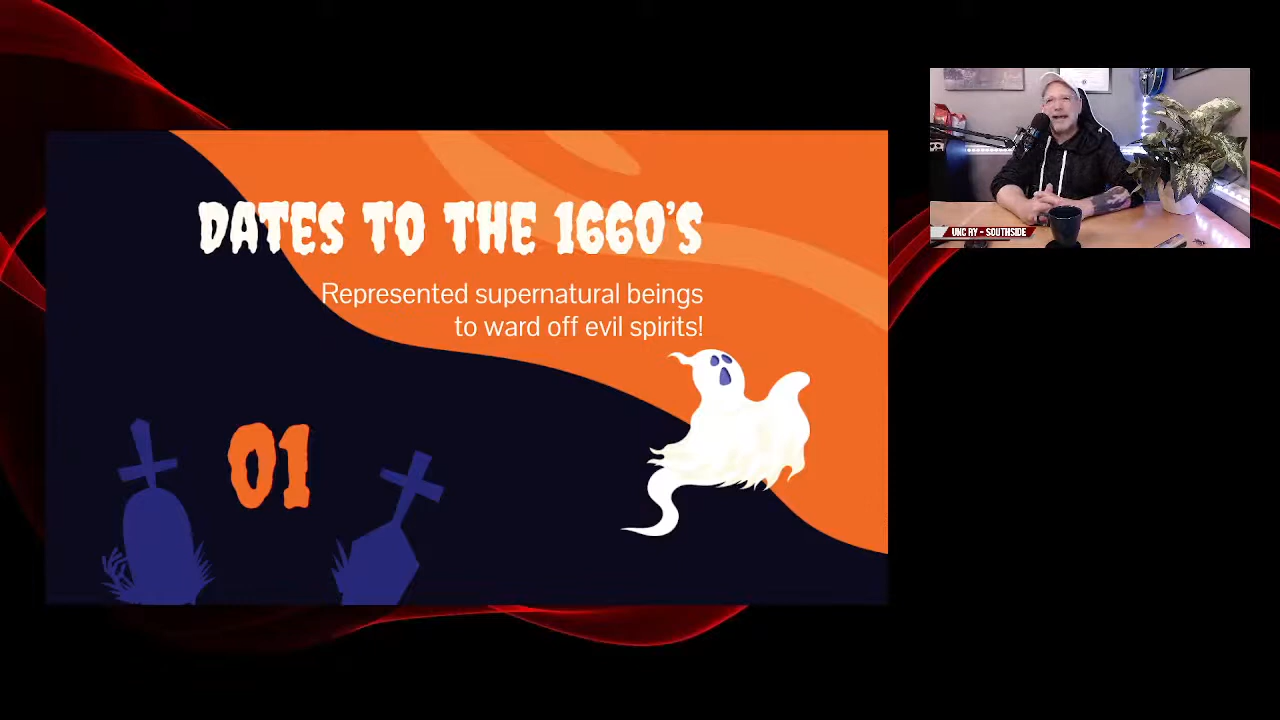 DATES TO THE 1660'S
Represented supernatural beings
to ward off evil spirits!
01
UNC RY - SOUTHSIDE